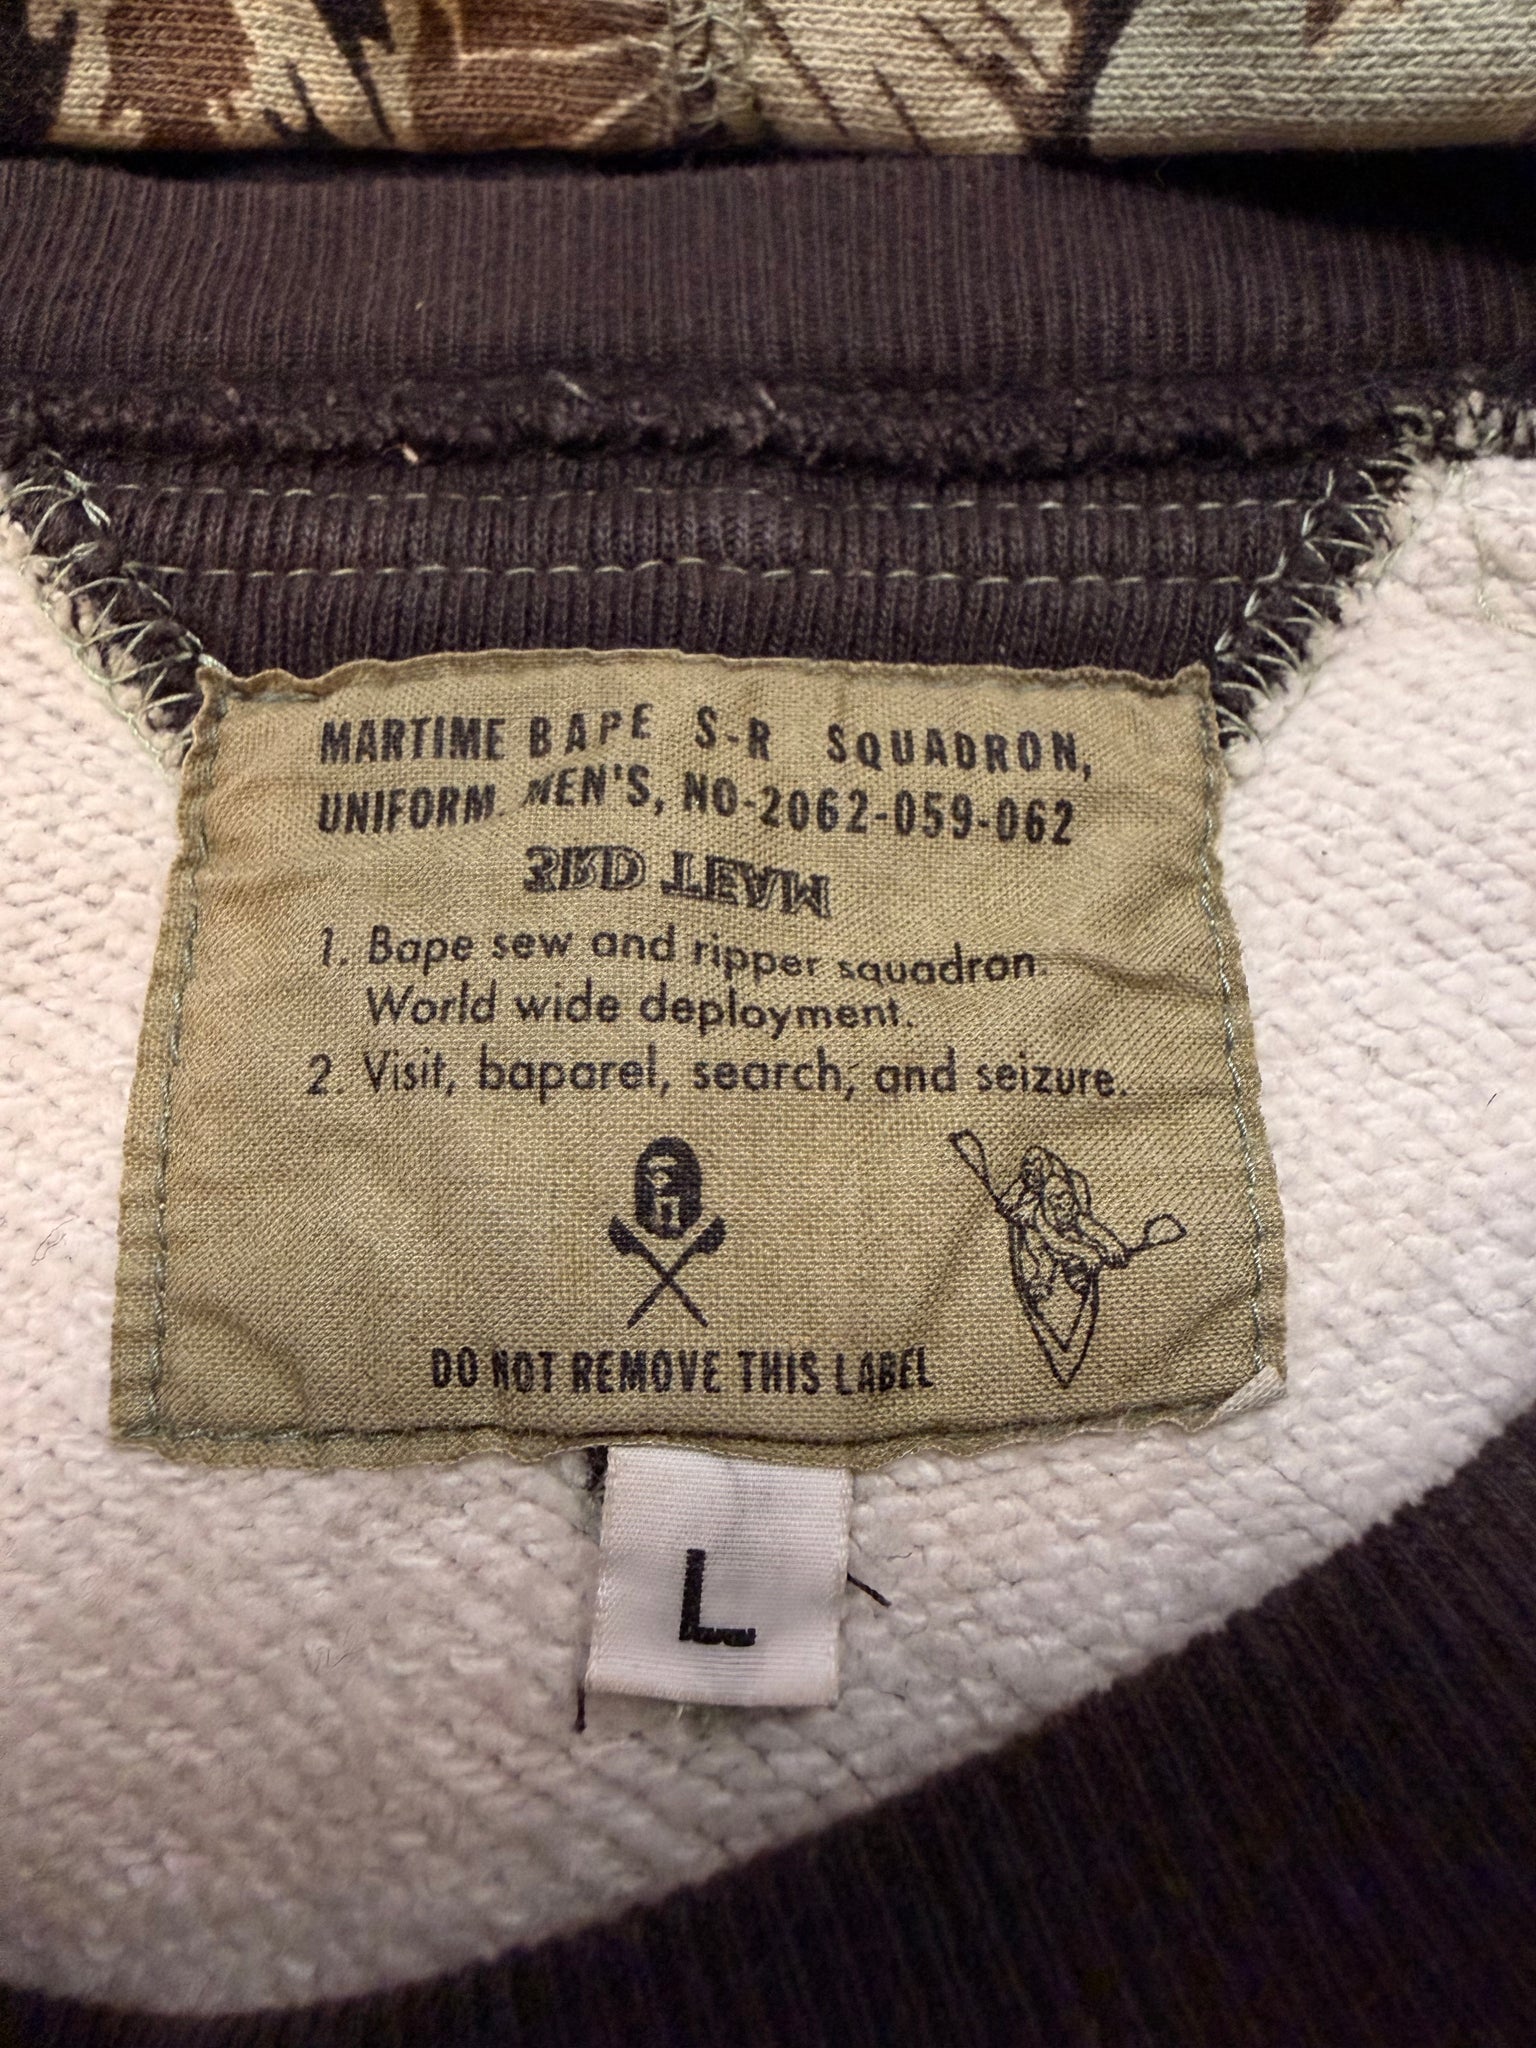 MARTIME BAPE S-R SQUADRON,
UNIFORM. MEN'S, NO-2062-059-062
3RD TEAM
1. Bape sew and ripper squadron.
World wide deployment.
2. Visit, baparel, search, and seizure.
DO NOT REMOVE THIS LABEL
L